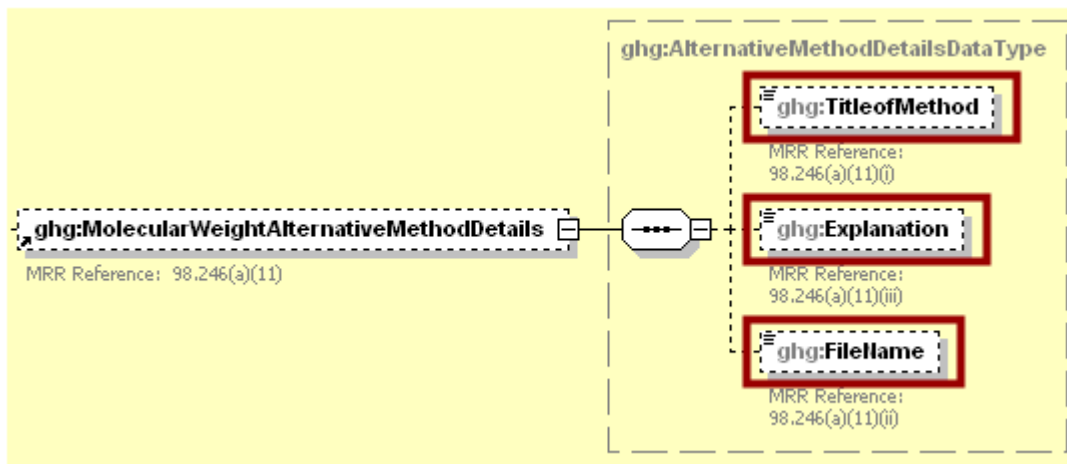 ghg:AlternativeMethodDetailsDataType
ghg:TitleofMethod
MRR Reference:
98.246(a)(11)(i)
ghg:MolecularWeightAlternativeMethodDetails
MRR Reference: 98.246(a)(11)
ghg:Explanation
MRR Reference:
98.246(a)(11)(iii)
ghg:FileName
MRR Reference:
98.246(a)(11)(ii)